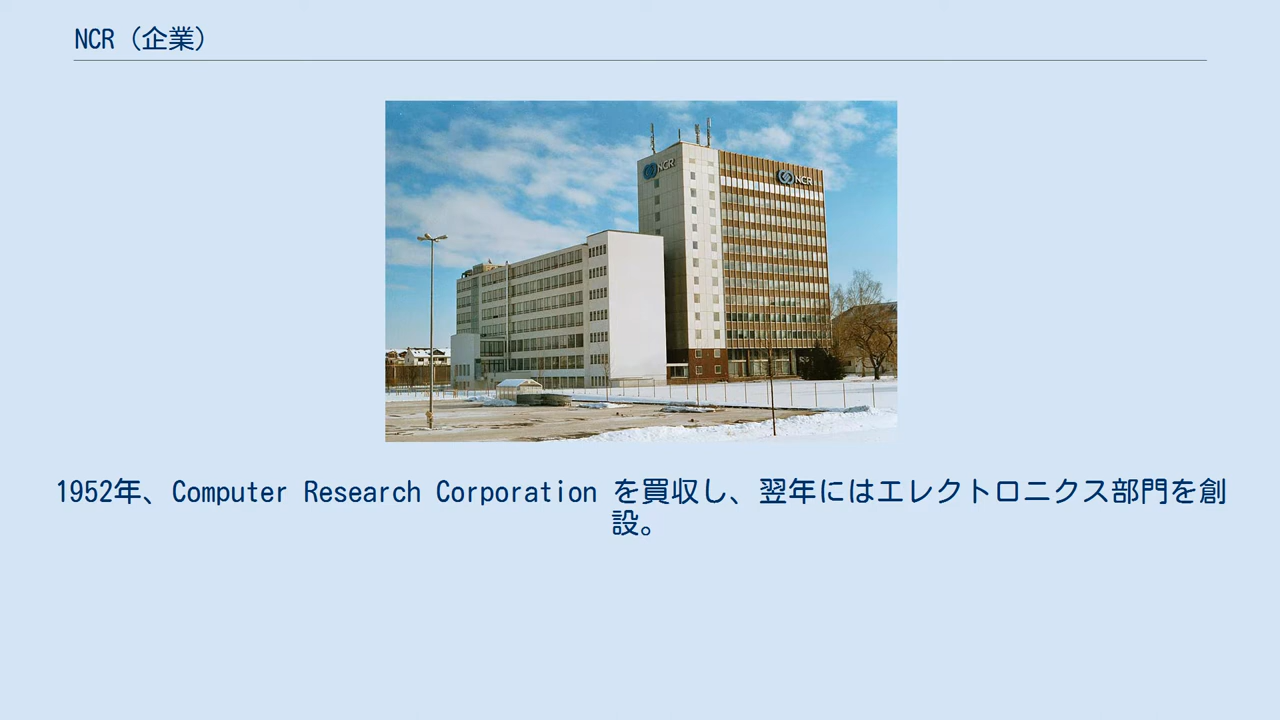 NCR（企業）
NCR
NCR
1952年、Computer Research Corporation を買収し、翌年にはエレクトロニクス部門を創
設。